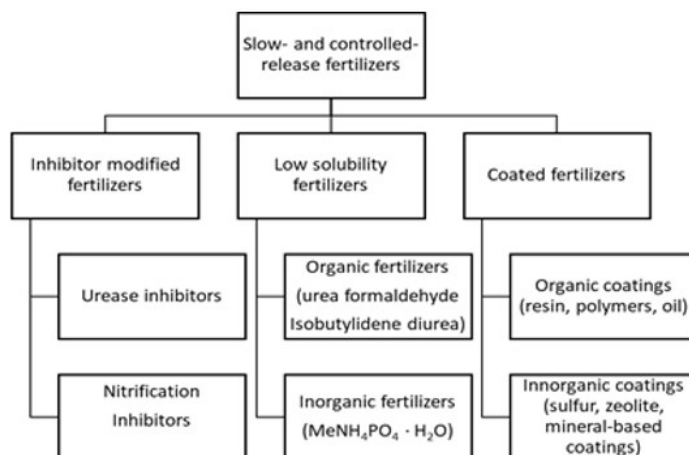 Slow- and controlled-
release fertilizers
Inhibitor modified
fertilizers
Low solubility
fertilizers
Coated fertilizers
Urease inhibitors
Organic fertilizers
(urea formaldehyde
Isobutylidene diurea)
Organic coatings
(resin, polymers, oil)
Nitrification
Inhibitors
Inorganic fertilizers
(MeNH₄PO₄ · H₂O)
Innorganic coatings
(sulfur, zeolite,
mineral-based
coatings)